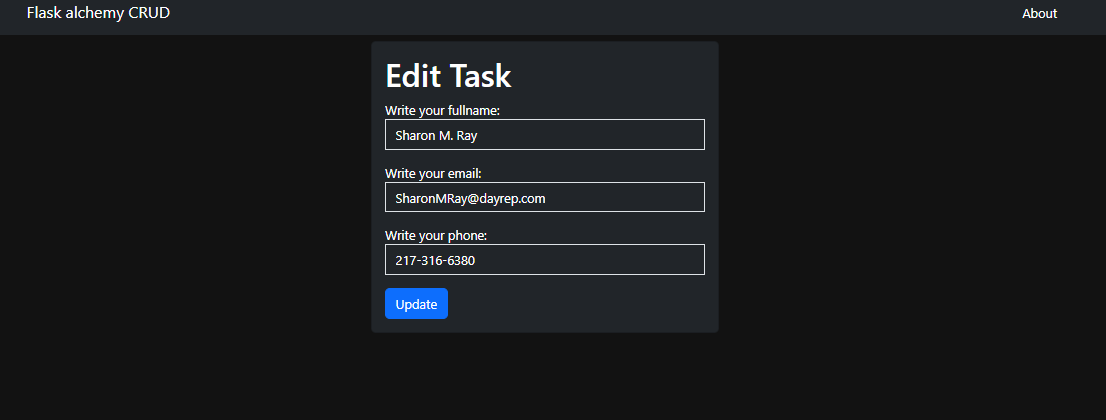 Flask alchemy CRUD
About
Edit Task
Write your fullname:
Sharon M. Ray
Write your email:
SharonMRay@dayrep.com
Write your phone:
217-316-6380
Update